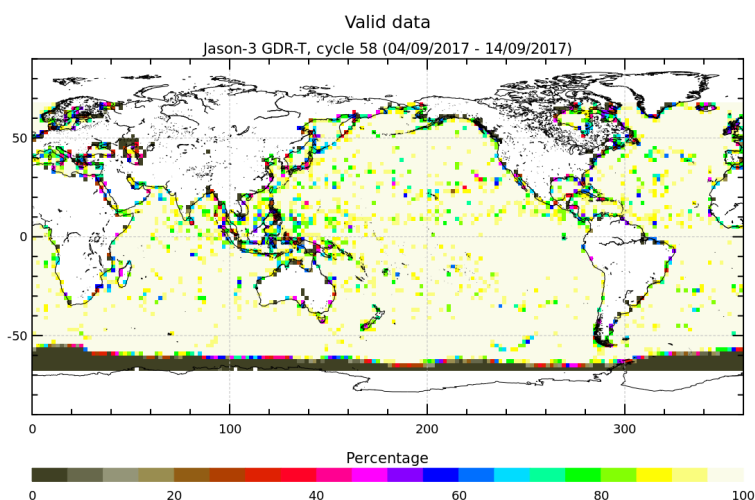 Valid data
Jason-3 GDR-T, cycle 58 (04/09/2017 - 14/09/2017)
50
0
-50
0 100 200 300
Percentage
0 20 40 60 80 100